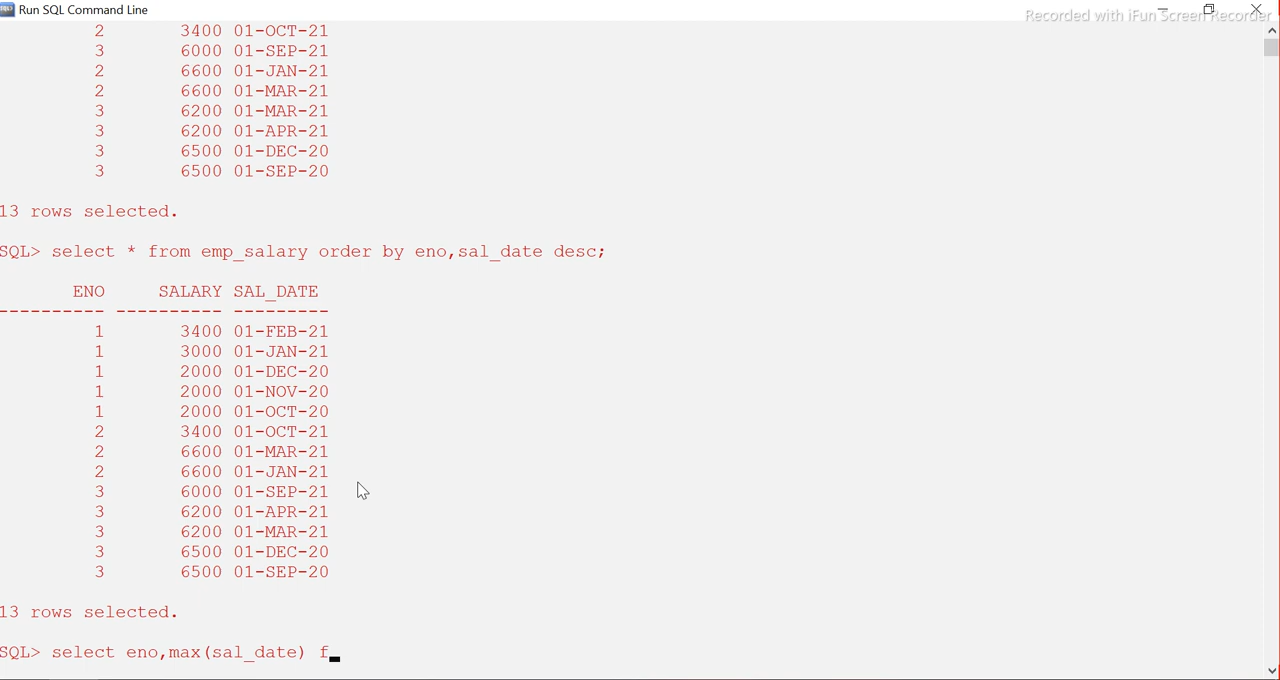 Run SQL Command Line
Recorded with iFun Screen Recorder
2 3400 01-OCT-21
3 6000 01-SEP-21
2 6600 01-JAN-21
2 6600 01-MAR-21
3 6200 01-MAR-21
3 6200 01-APR-21
3 6500 01-DEC-20
3 6500 01-SEP-20
13 rows selected.
SQL> select * from emp_salary order by eno,sal_date desc;
ENO SALARY SAL_DATE
---------- ---------- ---------
1 3400 01-FEB-21
1 3000 01-JAN-21
1 2000 01-DEC-20
1 2000 01-NOV-20
1 2000 01-OCT-20
2 3400 01-OCT-21
2 6600 01-MAR-21
2 6600 01-JAN-21
3 6000 01-SEP-21
3 6200 01-APR-21
3 6200 01-MAR-21
3 6500 01-DEC-20
3 6500 01-SEP-20
13 rows selected.
SQL> select eno,max(sal_date) f